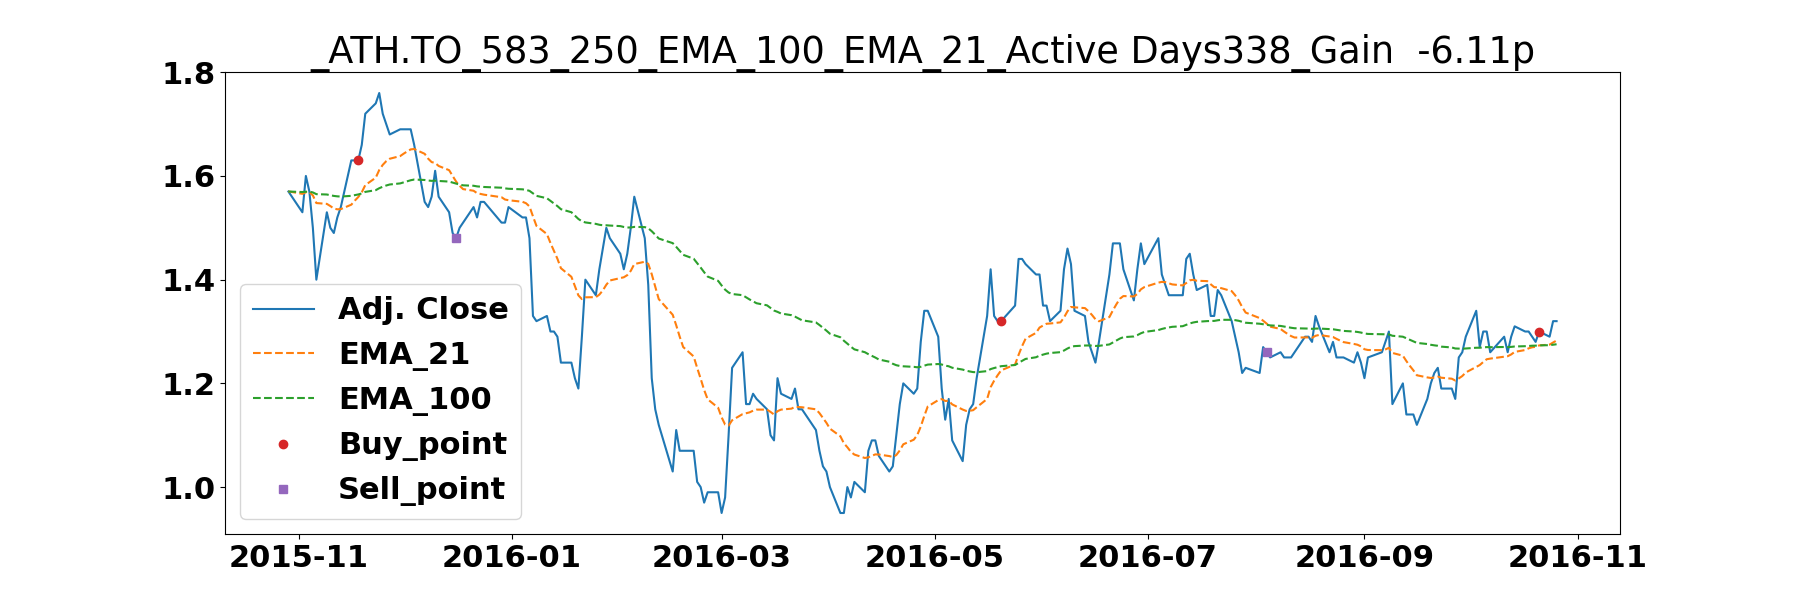 _ATH.TO_583_250_EMA_100_EMA_21_Active Days338_Gain  -6.11p
1.8
1.6
1.4
1.2
1.0
Adj. Close
EMA_21
EMA_100
Buy_point
Sell_point
2015-11 2016-01 2016-03 2016-05 2016-07 2016-09 2016-11